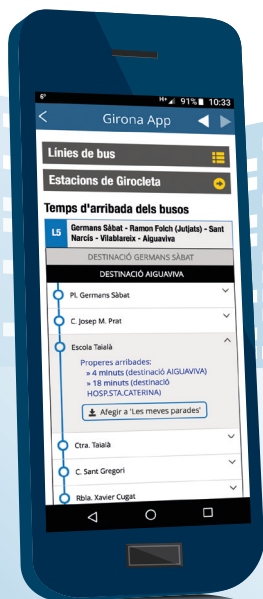 6° H+ 91% 10:33
Girona App
Línies de bus
Estacions de Girocleta
Temps d'arribada dels busos
L5 Germans Sàbat - Ramon Folch (Jutjats) - Sant
Narcís - Vilablareix - Aiguaviva
DESTINACIÓ GERMANS SÀBAT
DESTINACIÓ AIGUAVIVA
Pl. Germans Sàbat
C. Josep M. Prat
Escola Taialà
Properes arribades:
» 4 minuts (destinació AIGUAVIVA)
» 18 minuts (destinació
HOSP.STA.CATERINA)
Afegir a 'Les meves parades'
Ctra. Taialà
C. Sant Gregori
Rbla. Xavier Cugat